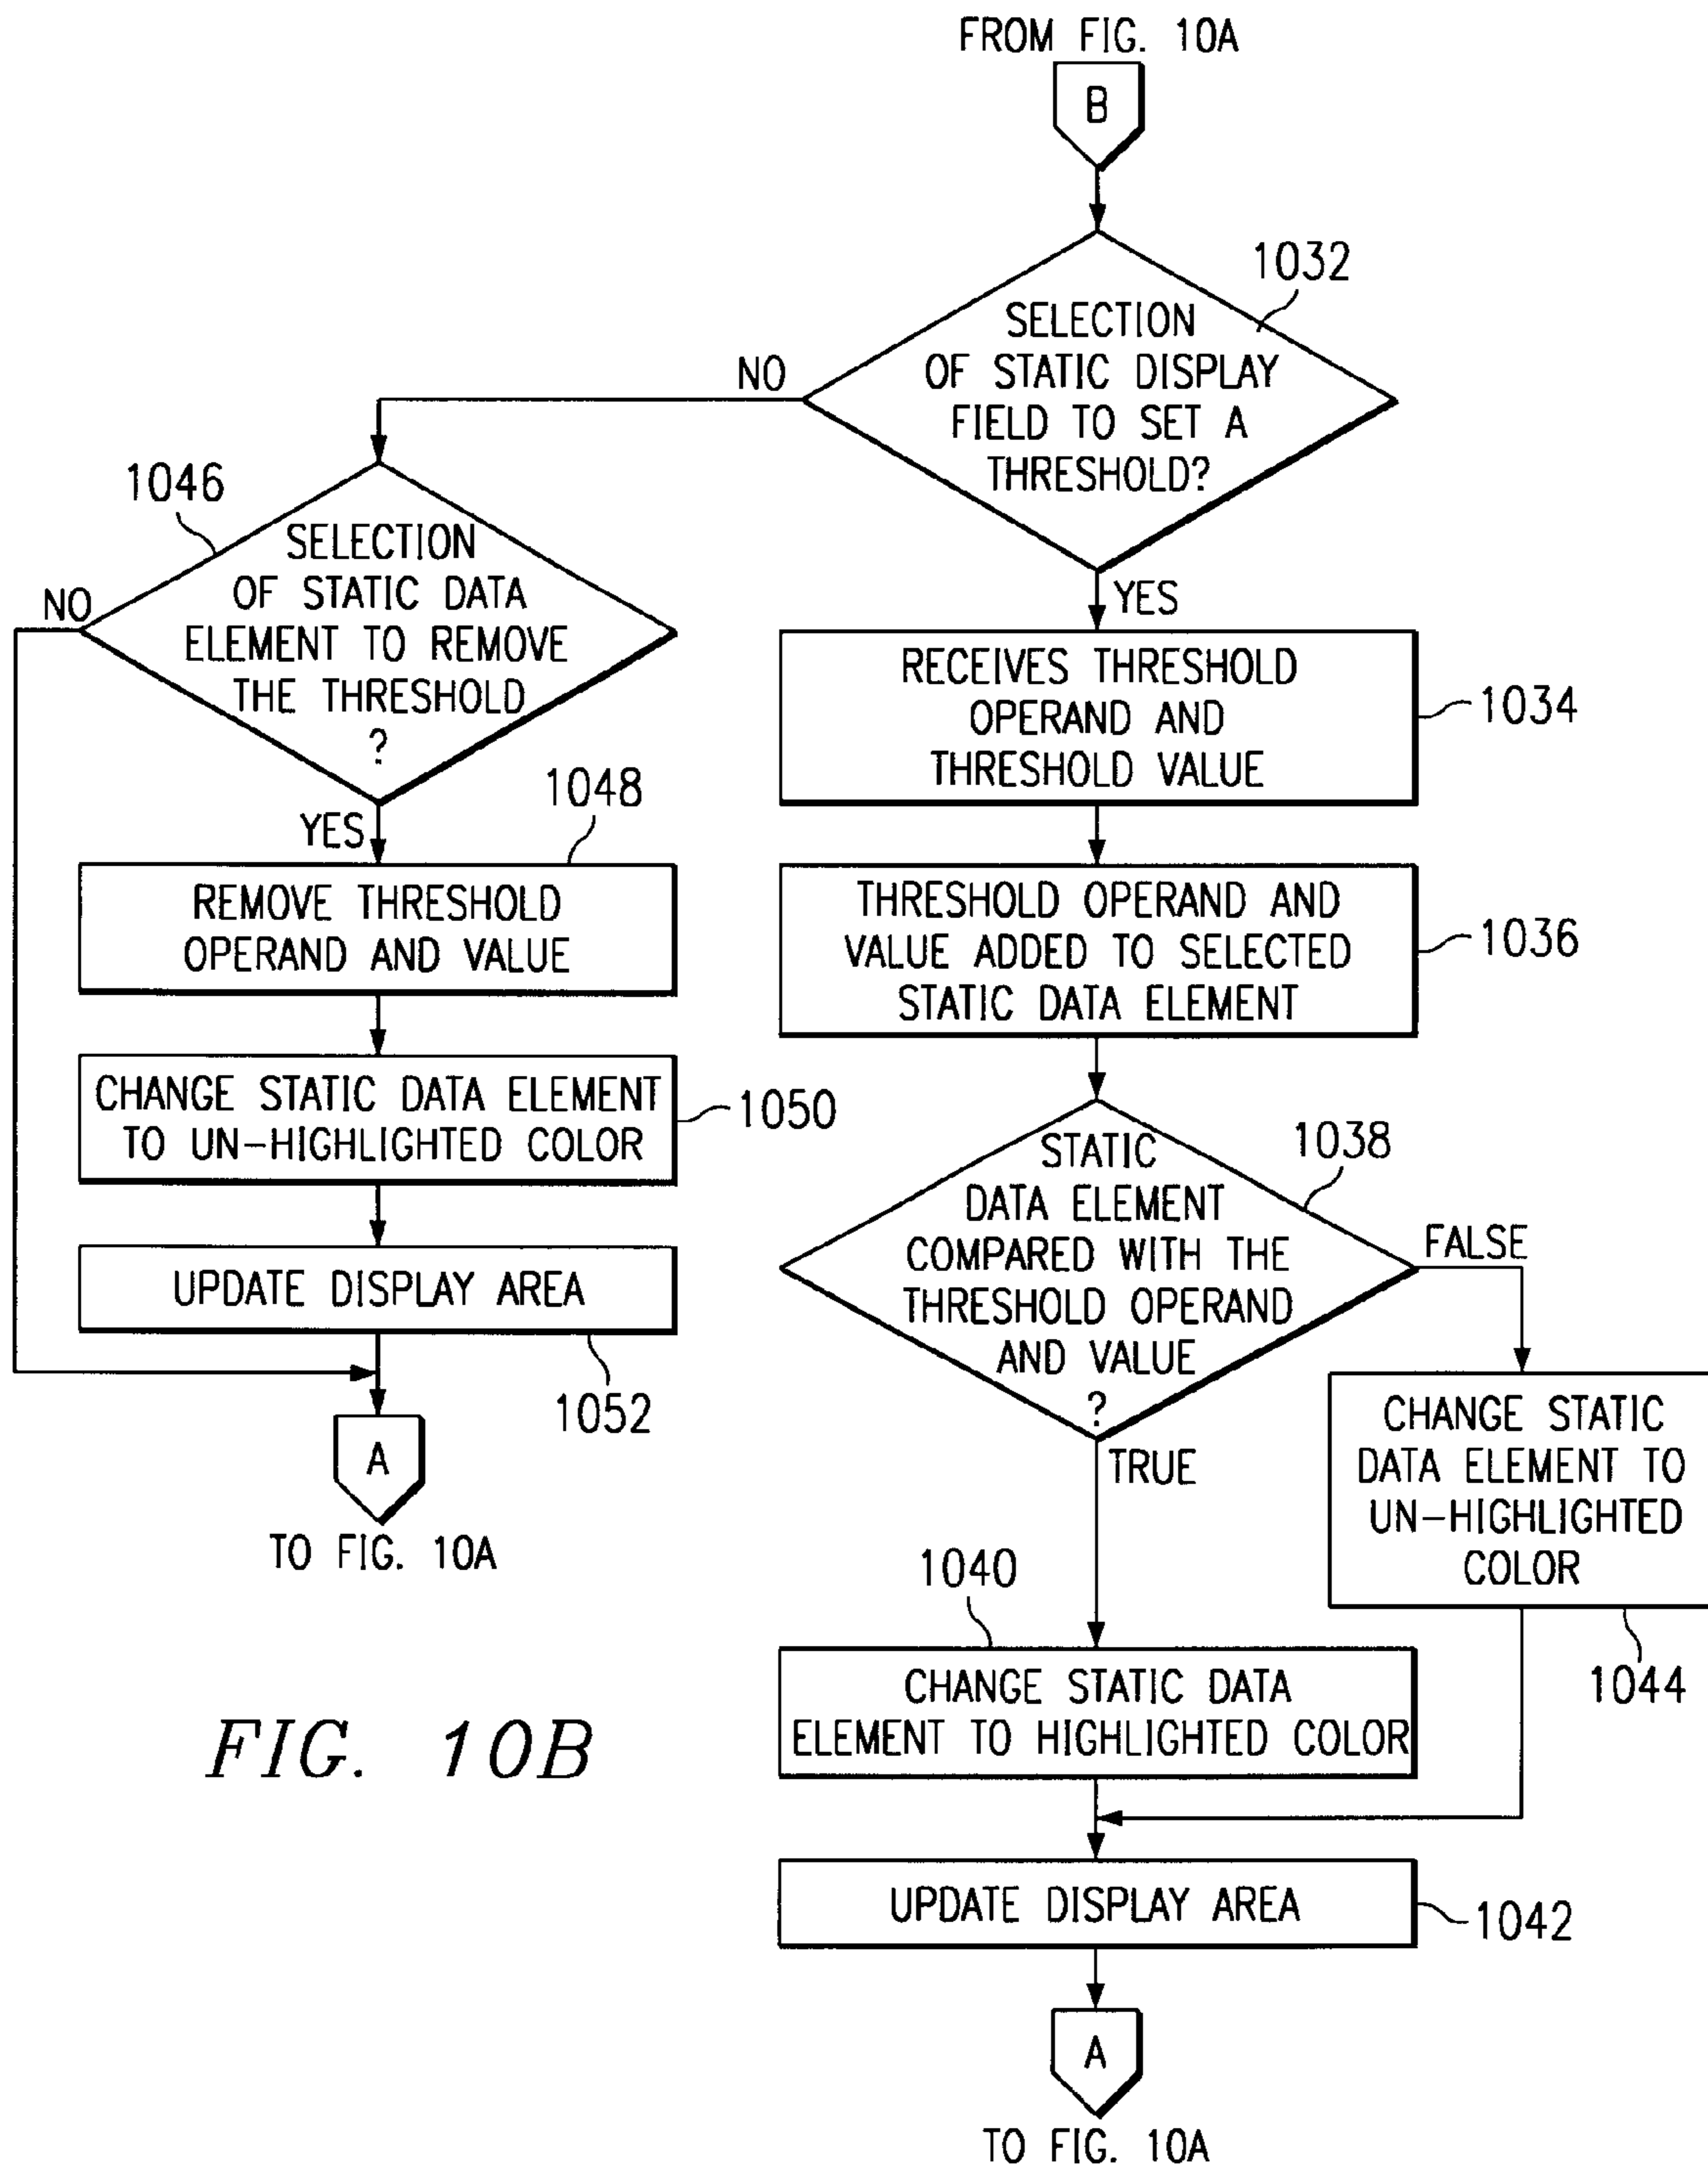 FROM FIG. 10A
B
1032
SELECTION
OF STATIC DISPLAY
FIELD TO SET A
THRESHOLD?
NO
YES
1046
SELECTION
OF STATIC DATA
ELEMENT TO REMOVE
THE THRESHOLD
?
NO
YES
1048
REMOVE THRESHOLD
OPERAND AND VALUE
CHANGE STATIC DATA ELEMENT
TO UN-HIGHLIGHTED COLOR
1050
UPDATE DISPLAY AREA
1052
A
TO FIG. 10A
RECEIVES THRESHOLD
OPERAND AND
THRESHOLD VALUE
1034
THRESHOLD OPERAND AND
VALUE ADDED TO SELECTED
STATIC DATA ELEMENT
1036
1038
STATIC
DATA ELEMENT
COMPARED WITH THE
THRESHOLD OPERAND
AND VALUE
?
FALSE
TRUE
CHANGE STATIC
DATA ELEMENT TO
UN-HIGHLIGHTED
COLOR
1044
1040
CHANGE STATIC DATA
ELEMENT TO HIGHLIGHTED COLOR
UPDATE DISPLAY AREA
1042
A
TO FIG. 10A
FIG. 10B